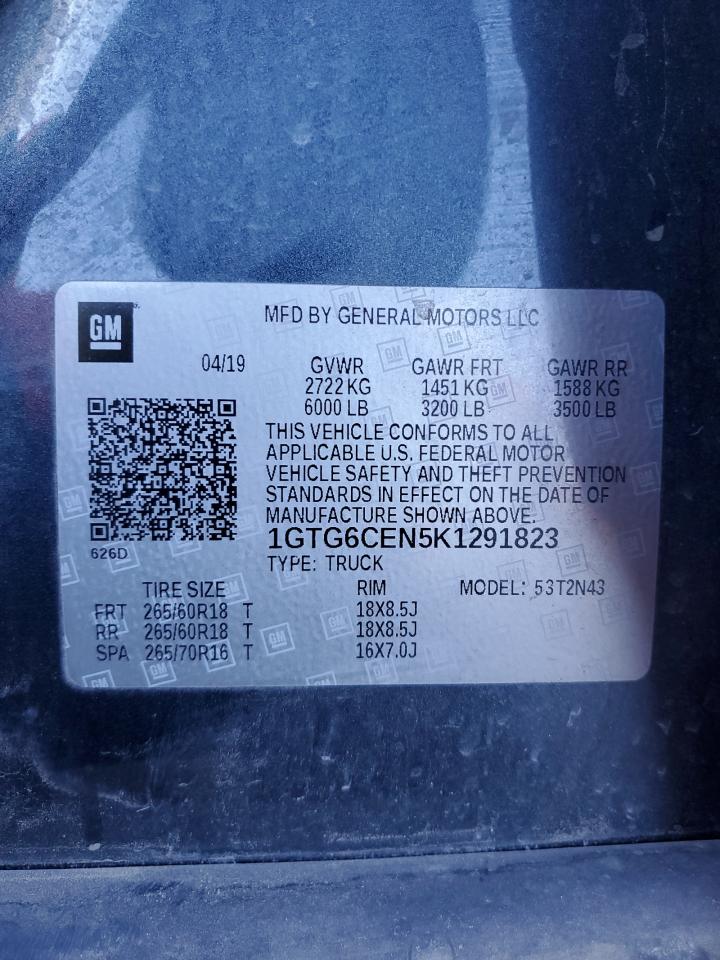 GM
MFD BY GENERAL MOTORS LLC
04/19 GVWR GAWR FRT GAWR RR
2722 KG 1451 KG 1588 KG
6000 LB 3200 LB 3500 LB
THIS VEHICLE CONFORMS TO ALL
APPLICABLE U.S. FEDERAL MOTOR
VEHICLE SAFETY AND THEFT PREVENTION
STANDARDS IN EFFECT ON THE DATE OF
MANUFACTURE SHOWN ABOVE.
1GTG6CEN5K1291823
626D
TYPE: TRUCK
TIRE SIZE RIM MODEL: 53T2N43
FRT 265/60R18 T 18X8.5J
RR 265/60R18 T 18X8.5J
SPA 265/70R16 T 16X7.0J